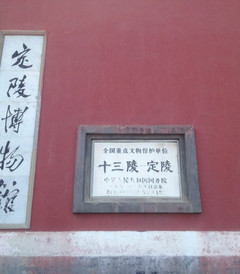 定陵博物館
全国重点文物保护单位
十三陵—定陵
中华人民共和国国务院